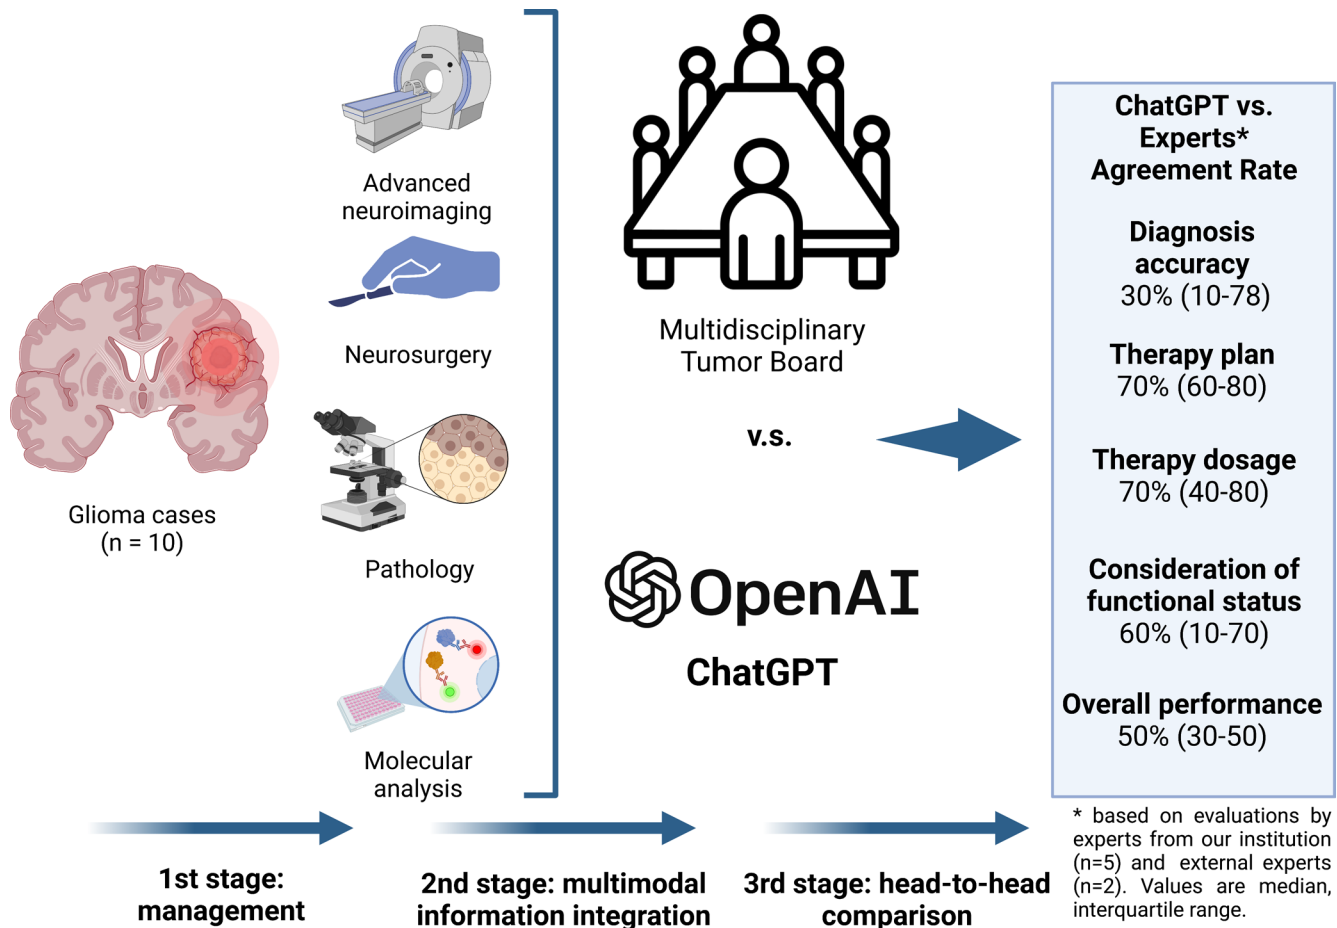 Glioma cases
(n = 10)
Advanced
neuroimaging
Neurosurgery
Pathology
Molecular
analysis
Multidisciplinary
Tumor Board
v.s.
OpenAI
ChatGPT
ChatGPT vs.
Experts*
Agreement Rate
Diagnosis
accuracy
30% (10-78)
Therapy plan
70% (60-80)
Therapy dosage
70% (40-80)
Consideration of
functional status
60% (10-70)
Overall performance
50% (30-50)
* based on evaluations by
experts from our institution
(n=5) and external experts
(n=2). Values are median,
interquartile range.
1st stage:
management
2nd stage: multimodal
information integration
3rd stage: head-to-head
comparison